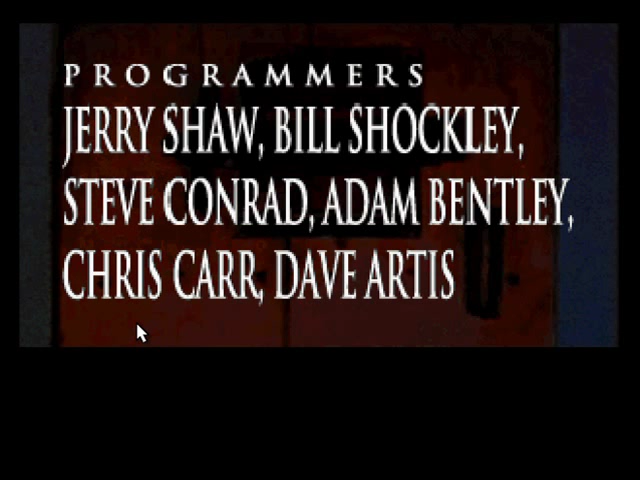 PROGRAMMERS
JERRY SHAW, BILL SHOCKLEY,
STEVE CONRAD, ADAM BENTLEY,
CHRIS CARR, DAVE ARTIS